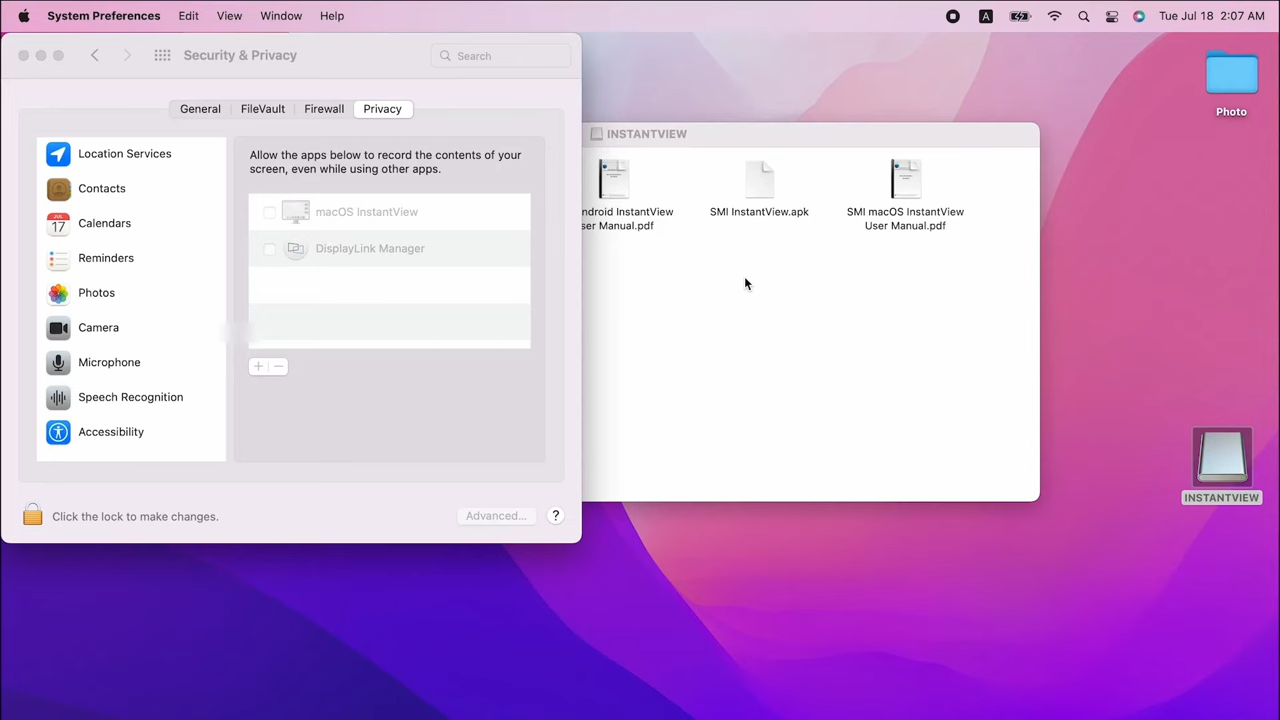 System Preferences Edit View Window Help
A
Tue Jul 18 2:07 AM
Security & Privacy
Search
General FileVault Firewall Privacy
Location Services
Contacts
JUL
17
Calendars
Reminders
Photos
Camera
Microphone
Speech Recognition
Accessibility
Allow the apps below to record the contents of your
screen, even while using other apps.
macOS InstantView
DisplayLink Manager
+ −
Click the lock to make changes.
Advanced...
?
INSTANTVIEW
ndroid InstantView
ser Manual.pdf
SMI InstantView.apk
SMI macOS InstantView
User Manual.pdf
Photo
INSTANTVIEW